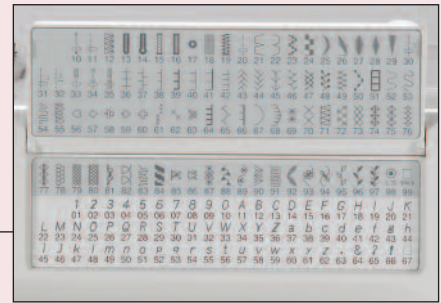 10 11 12 13 14 15 16 17 18 19 20 21 22 23 24 25 26 27 28 29 30
31 32 33 34 35 36 37 38 39 40 41 42 43 44 45 46 47 48 49 50 51 52 53
54 55 56 57 58 59 60 61 62 63 64 65 66 67 68 69 70 71 72 73 74 75 76
77 78 79 80 81 82 83 84 85 86 87 88 89 90 91 92 93 94 95 96 97 98 99
1 2 3 4 5 6 7 8 9 0 A B C D E F G H I J K
01 02 03 04 05 06 07 08 09 10 11 12 13 14 15 16 17 18 19 20 21
L M N O P Q R S T U V W X Y Z a b c d e f g h
22 23 24 25 26 27 28 29 30 31 32 33 34 35 36 37 38 39 40 41 42 43 44
i j k l m n o p q r s t u v w x y z & ?
45 46 47 48 49 50 51 52 53 54 55 56 57 58 59 60 61 62 63 64 65 66 67